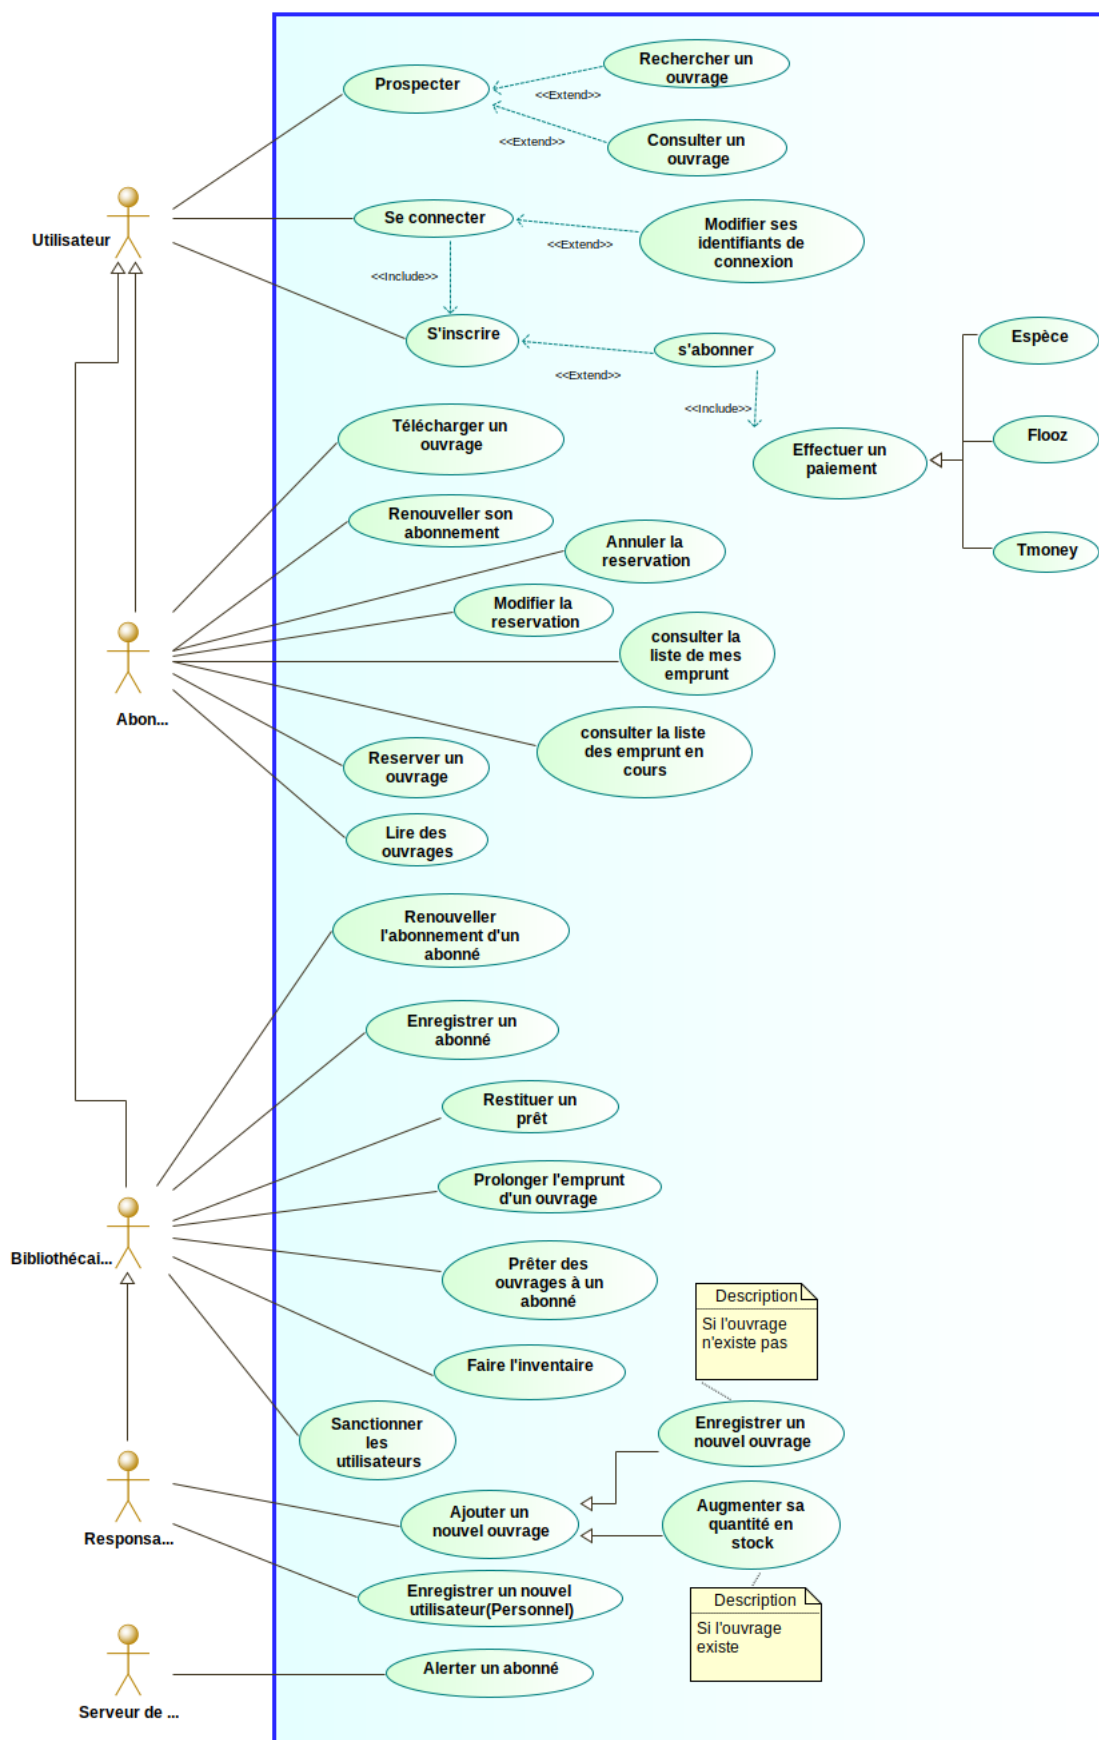 Prospecter
Rechercher un
ouvrage
<<Extend>>
<<Extend>>
Consulter un
ouvrage
Utilisateur
Se connecter
Modifier ses
identifiants de
connexion
<<Extend>>
<<Include>>
S'inscrire
s'abonner
<<Extend>>
<<Include>>
Espèce
Flooz
Tmoney
Effectuer un
paiement
Télécharger un
ouvrage
Renouveller son
abonnement
Annuler la
reservation
Modifier la
reservation
consulter la
liste de mes
emprunt
Abon...
consulter la liste
des emprunt en
cours
Reserver un
ouvrage
Lire des
ouvrages
Renouveller
l'abonnement d'un
abonné
Enregistrer un
abonné
Restituer un
prêt
Prolonger l'emprunt
d'un ouvrage
Bibliothécai...
Prêter des
ouvrages à un
abonné
Description
Si l'ouvrage
n'existe pas
Faire l'inventaire
Sanctionner
les
utilisateurs
Enregistrer un
nouvel ouvrage
Responsa...
Ajouter un
nouvel ouvrage
Augmenter sa
quantité en
stock
Enregistrer un nouvel
utilisateur(Personnel)
Description
Si l'ouvrage
existe
Alerter un abonné
Serveur de ...